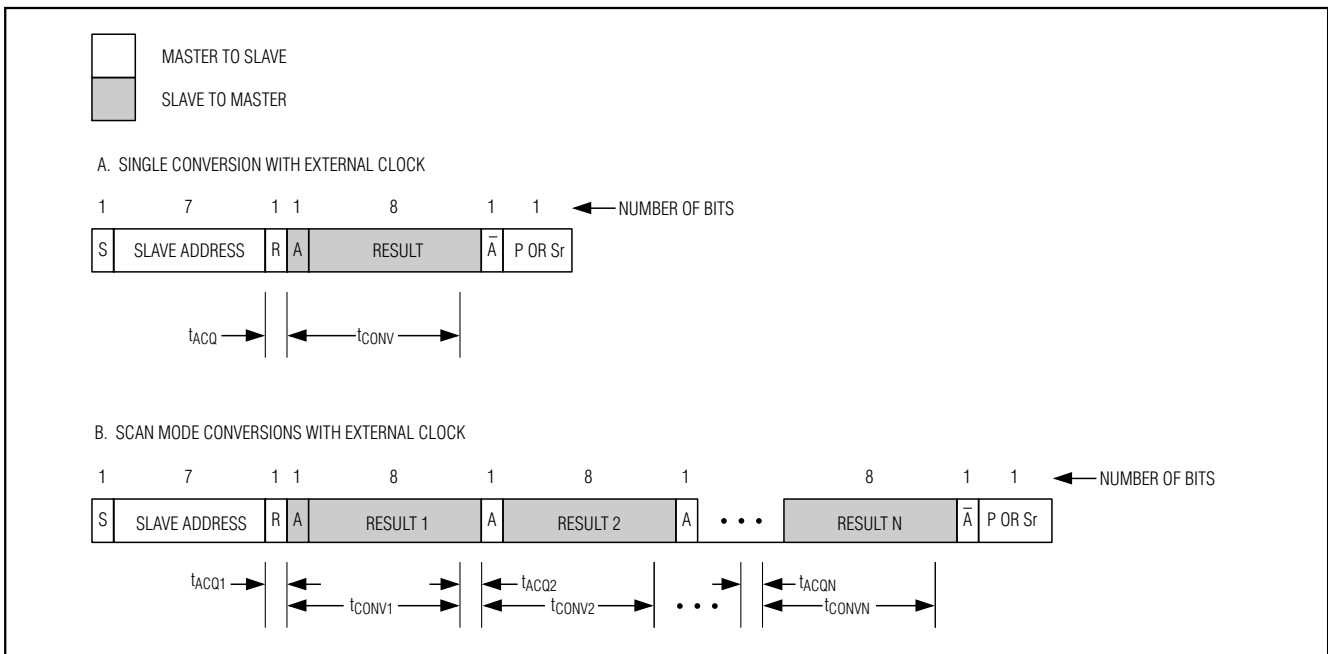 MASTER TO SLAVE
SLAVE TO MASTER
A. SINGLE CONVERSION WITH EXTERNAL CLOCK
1 7 1 1 8 1 1 NUMBER OF BITS
S SLAVE ADDRESS R A RESULT A̅ P OR Sr
tACQ tCONV
B. SCAN MODE CONVERSIONS WITH EXTERNAL CLOCK
1 7 1 1 8 1 8 1 8 1 1 NUMBER OF BITS
S SLAVE ADDRESS R A RESULT 1 A RESULT 2 A • • • RESULT N A̅ P OR Sr
tACQ1 tACQ2 tACQN
tCONV1 tCONV2 • • • tCONVN